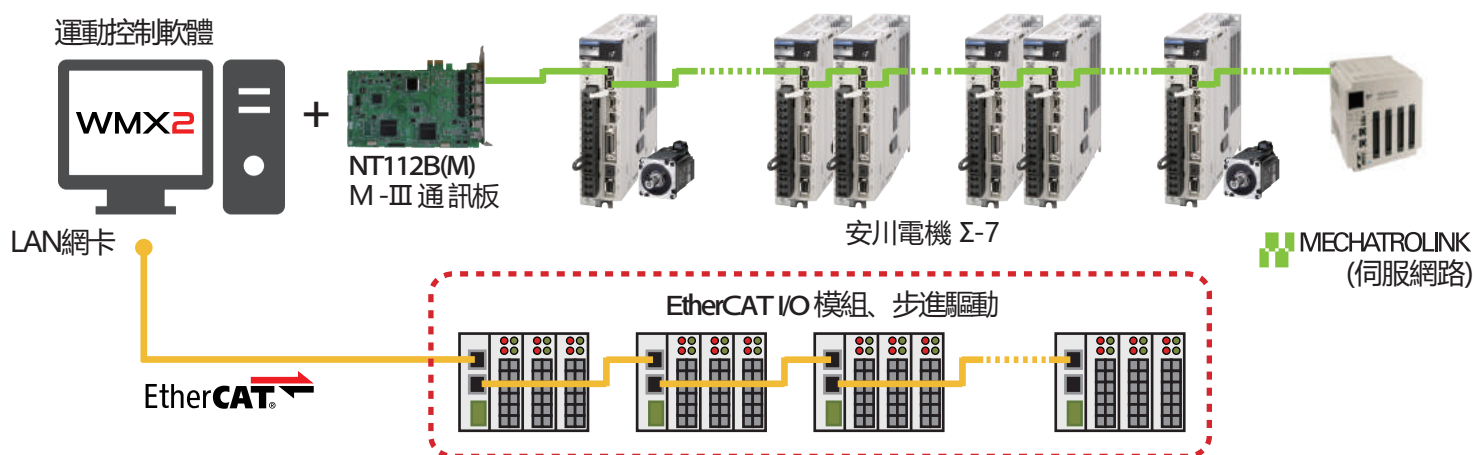 運動控制軟體
WMX2
+
NT112B(M)
M -Ⅲ 通訊板
安川電機 Σ-7
LAN網卡
MECHATROLINK
(伺服網路)
EtherCAT I/O 模組、步進驅動
EtherCAT®